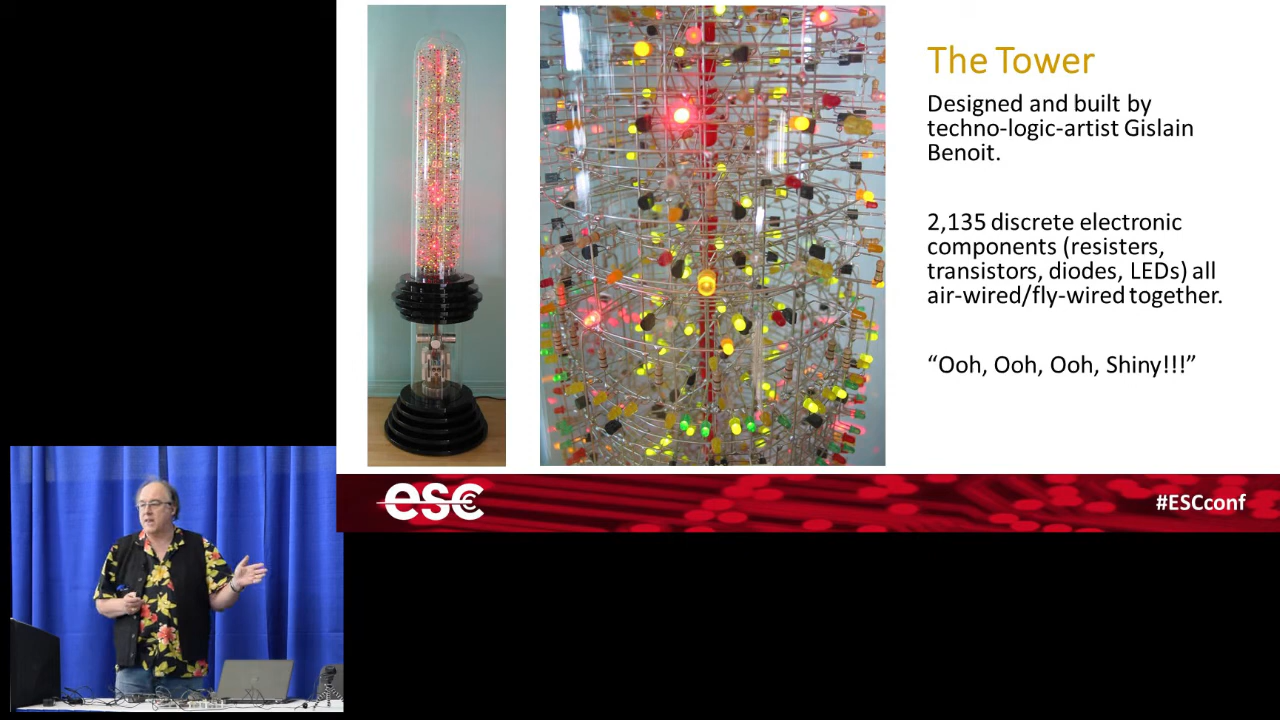 The Tower
Designed and built by
techno-logic-artist Gislain
Benoit.
2,135 discrete electronic
components (resisters,
transistors, diodes, LEDs) all
air-wired/fly-wired together.
“Ooh, Ooh, Ooh, Shiny!!!”
esc
#ESCconf